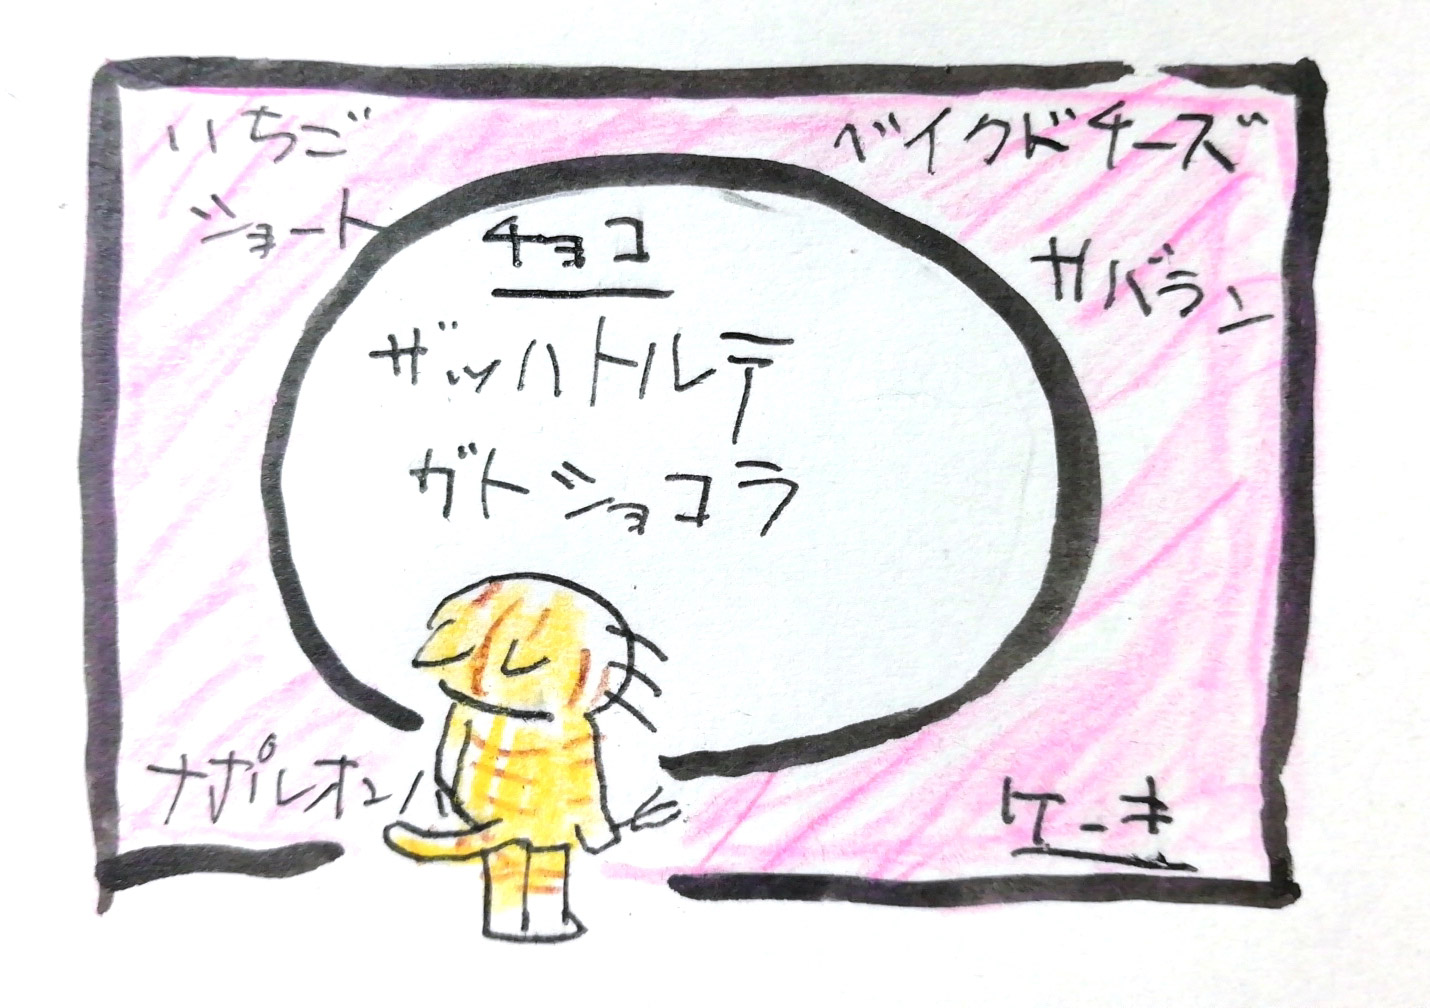 いちご
ショート
ベイクドチーズ
サバラン
チョコ
ザッハトルテ
ガトショコラ
ナポレオンパ
ケーキ